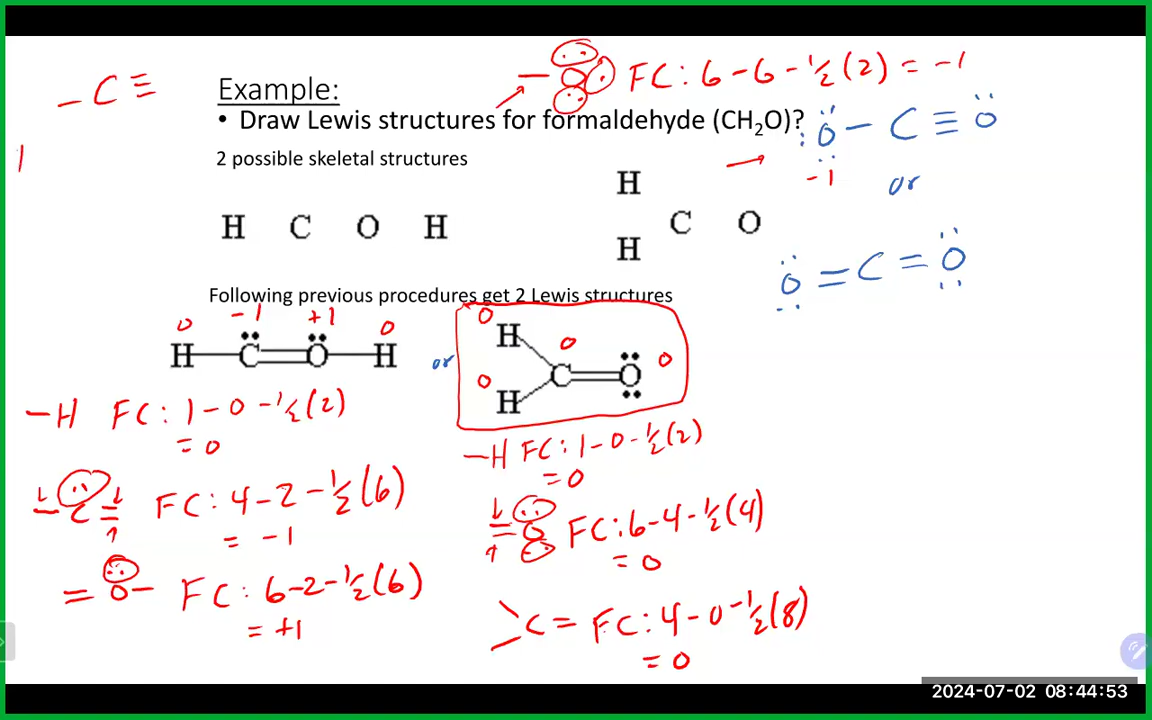 – C ≡
Example:
– O FC: 6 – 6 – ½(2) = –1
• Draw Lewis structures for formaldehyde (CH₂O)?
O – C ≡ O
–1
or
O = C = O
2 possible skeletal structures
H C O H
H
C O
H
Following previous procedures get 2 Lewis structures
0 –1 +1 0
H–C=O–H
or
0 0 0 0
H
C=O
H
–H FC: 1 – 0 – ½(2)
= 0
– C = FC: 4 – 2 – ½(6)
= –1
= O – FC: 6 – 2 – ½(6)
= +1
–H FC: 1 – 0 – ½(2)
= 0
= O FC: 6 – 4 – ½(4)
= 0
C = FC: 4 – 0 – ½(8)
= 0
2024-07-02 08:44:53